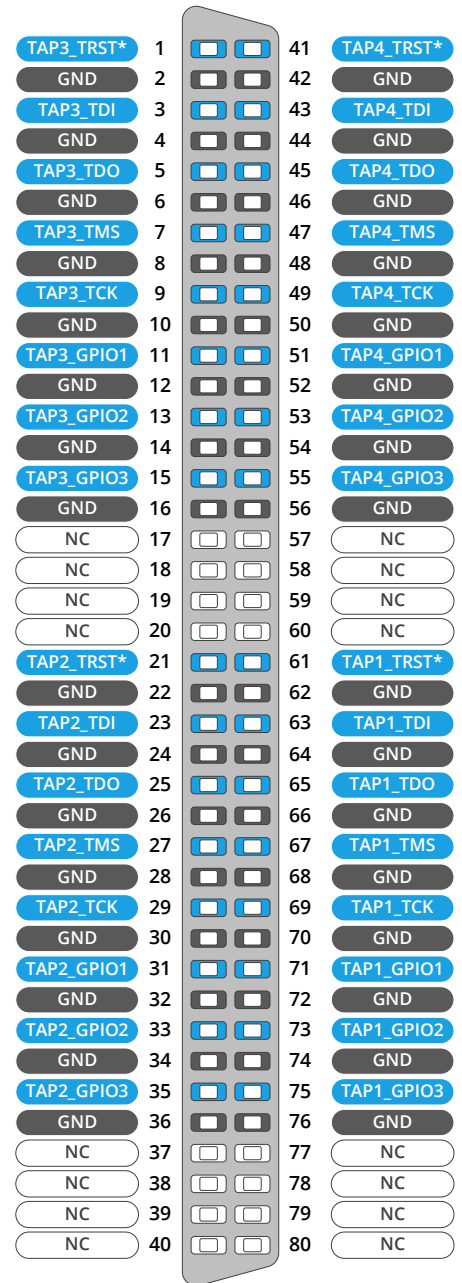 TAP3_TRST* 1 41 TAP4_TRST*
GND 2 42 GND
TAP3_TDI 3 43 TAP4_TDI
GND 4 44 GND
TAP3_TDO 5 45 TAP4_TDO
GND 6 46 GND
TAP3_TMS 7 47 TAP4_TMS
GND 8 48 GND
TAP3_TCK 9 49 TAP4_TCK
GND 10 50 GND
TAP3_GPIO1 11 51 TAP4_GPIO1
GND 12 52 GND
TAP3_GPIO2 13 53 TAP4_GPIO2
GND 14 54 GND
TAP3_GPIO3 15 55 TAP4_GPIO3
GND 16 56 GND
NC 17 57 NC
NC 18 58 NC
NC 19 59 NC
NC 20 60 NC
TAP2_TRST* 21 61 TAP1_TRST*
GND 22 62 GND
TAP2_TDI 23 63 TAP1_TDI
GND 24 64 GND
TAP2_TDO 25 65 TAP1_TDO
GND 26 66 GND
TAP2_TMS 27 67 TAP1_TMS
GND 28 68 GND
TAP2_TCK 29 69 TAP1_TCK
GND 30 70 GND
TAP2_GPIO1 31 71 TAP1_GPIO1
GND 32 72 GND
TAP2_GPIO2 33 73 TAP1_GPIO2
GND 34 74 GND
TAP2_GPIO3 35 75 TAP1_GPIO3
GND 36 76 GND
NC 37 77 NC
NC 38 78 NC
NC 39 79 NC
NC 40 80 NC